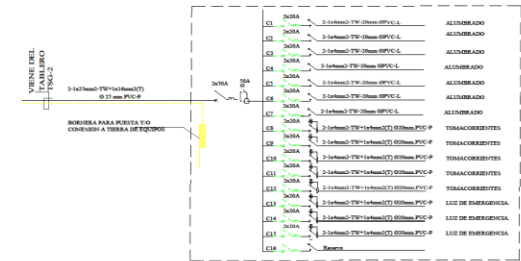 VIENE DEL
TABLERO
TSG-2
2-1x25mm2-TW+1x16mm2(T)
Ø 25 mm PVC-P
BORNERA PARA PUESTA Y/O
CONEXION A TIERRA DE EQUIPOS
2x50A
50A
C1 2x20A 2-1x4mm2-TW-20mm ØPVC-L ALUMBRADO
C2 2x20A 2-1x4mm2-TW-20mm ØPVC-L ALUMBRADO
C3 2x20A 2-1x4mm2-TW-20mm ØPVC-L ALUMBRADO
C4 2x20A 2-1x4mm2-TW-20mm ØPVC-L ALUMBRADO
C5 2x20A 2-1x4mm2-TW-20mm ØPVC-L ALUMBRADO
C6 2x20A 2-1x4mm2-TW-20mm ØPVC-L ALUMBRADO
C7 2x20A 2-1x4mm2-TW-20mm ØPVC-L ALUMBRADO
C8 2x20A 2-1x4mm2-TW+1x4mm2(T) Ø20mm.PVC-P TOMACORRIENTES
C9 2x20A 2-1x4mm2-TW+1x4mm2(T) Ø20mm.PVC-P TOMACORRIENTES
C10 2x20A 2-1x4mm2-TW+1x4mm2(T) Ø20mm.PVC-P TOMACORRIENTES
C11 2x20A 2-1x4mm2-TW+1x4mm2(T) Ø20mm.PVC-P TOMACORRIENTES
C12 2x20A 2-1x4mm2-TW+1x4mm2(T) Ø20mm.PVC-P TOMACORRIENTES
C13 2x20A 2-1x4mm2-TW+1x4mm2(T) Ø20mm.PVC-P LUZ DE EMERGENCIA
C14 2x20A 2-1x4mm2-TW+1x4mm2(T) Ø20mm.PVC-P LUZ DE EMERGENCIA
C15 2x20A 2-1x4mm2-TW+1x4mm2(T) Ø20mm.PVC-P LUZ DE EMERGENCIA
C16 Reserva